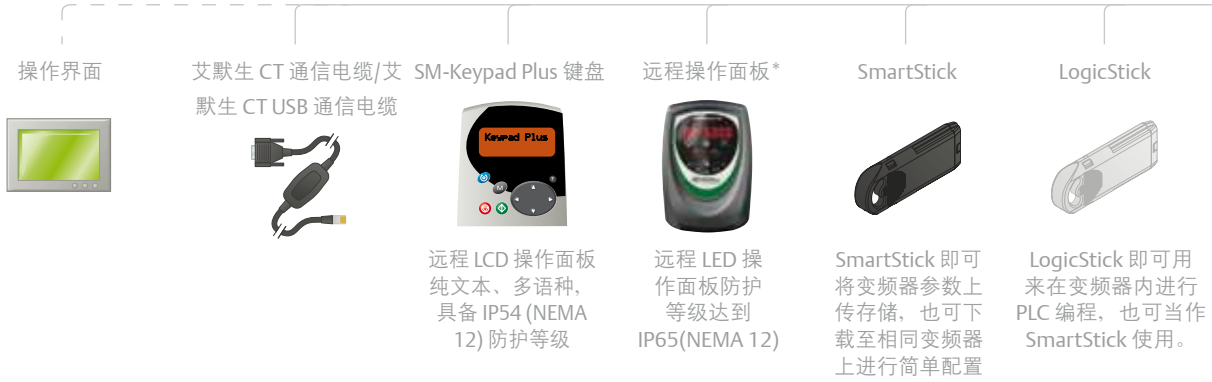 操作界面
艾默生 CT 通信电缆/艾
默生 CT USB 通信电缆
SM-Keypad Plus 键盘
远程操作面板*
SmartStick
LogicStick
Keypad Plus
M
远程 LCD 操作面板
纯文本、多语种,
具备 IP54 (NEMA
12) 防护等级
远程 LED 操
作面板防护
等级达到
IP65(NEMA 12)
SmartStick 即可
将变频器参数上
传存储，也可下
载至相同变频器
上进行简单配置
LogicStick 即可用
来在变频器内进行
PLC 编程，也可当作
SmartStick 使用。